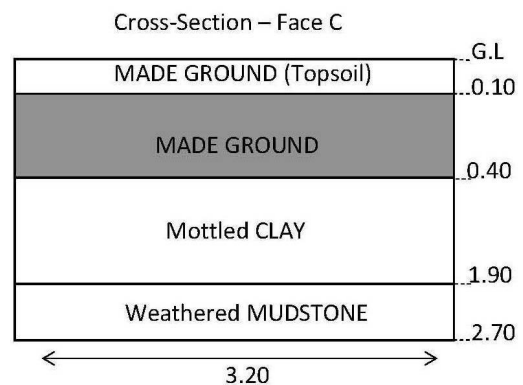 Cross-Section – Face C
G.L
MADE GROUND (Topsoil)
0.10
MADE GROUND
0.40
Mottled CLAY
1.90
Weathered MUDSTONE
2.70
3.20